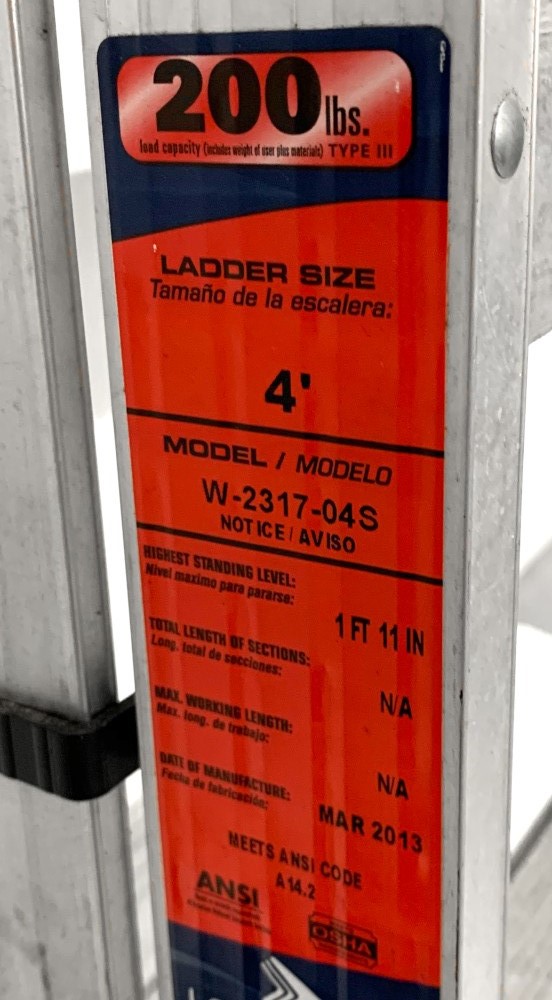 200 lbs.
load capacity (includes weight of user plus materials) TYPE III
LADDER SIZE
Tamaño de la escalera:
4'
MODEL / MODELO
W-2317-04S
NOTICE / AVISO
HIGHEST STANDING LEVEL:
Nivel maximo para pararse:
1 FT 11 IN
TOTAL LENGTH OF SECTIONS:
Long. total de secciones:
N/A
MAX. WORKING LENGTH:
Max. long. de trabajo:
N/A
DATE OF MANUFACTURE:
Fecha de fabricación:
MAR 2013
MEETS ANSI CODE
A 14.2
ANSI
OSHA